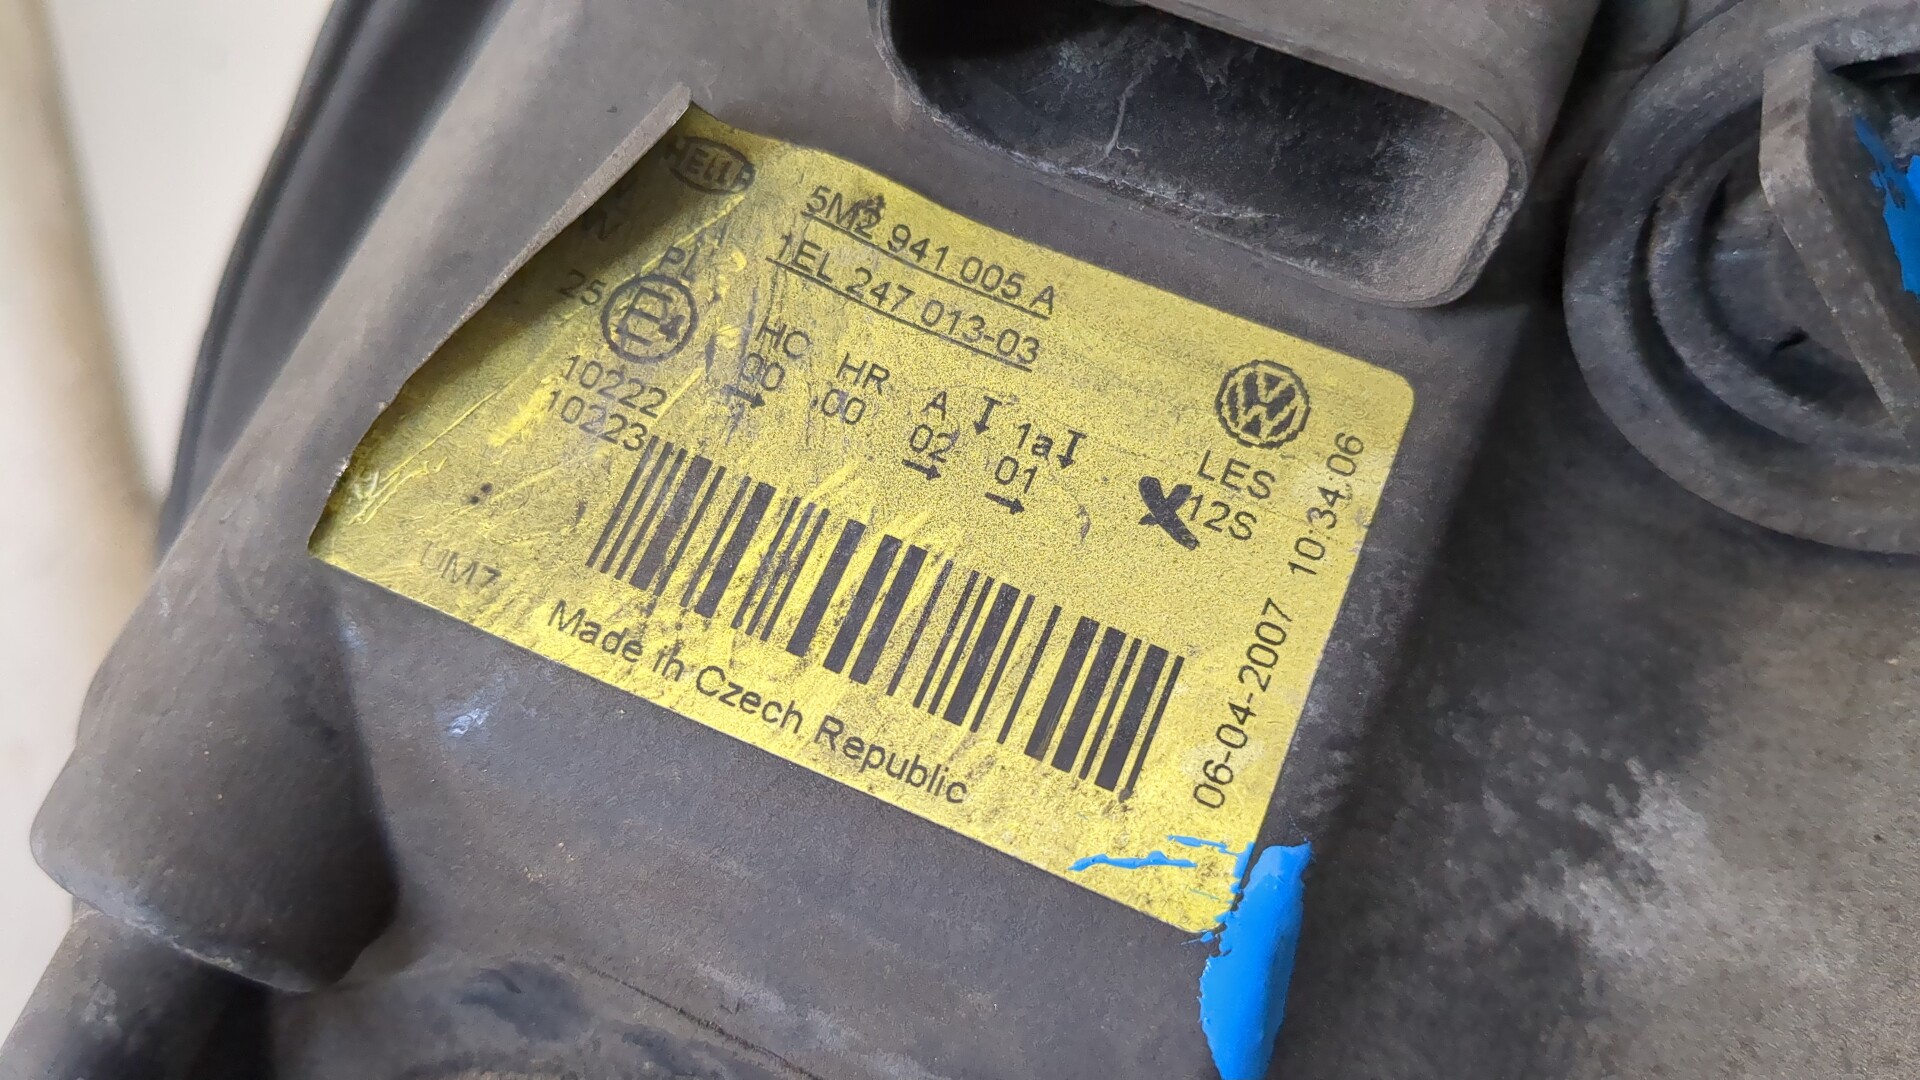 HELLA
5M2 941 005 A
1EL 247 013-03
PL
25
E4
HC HR A 1a
00 00 02 01
10222
10223
LES
12S
UM7
Made in Czech Republic
06-04-2007 10:34:06